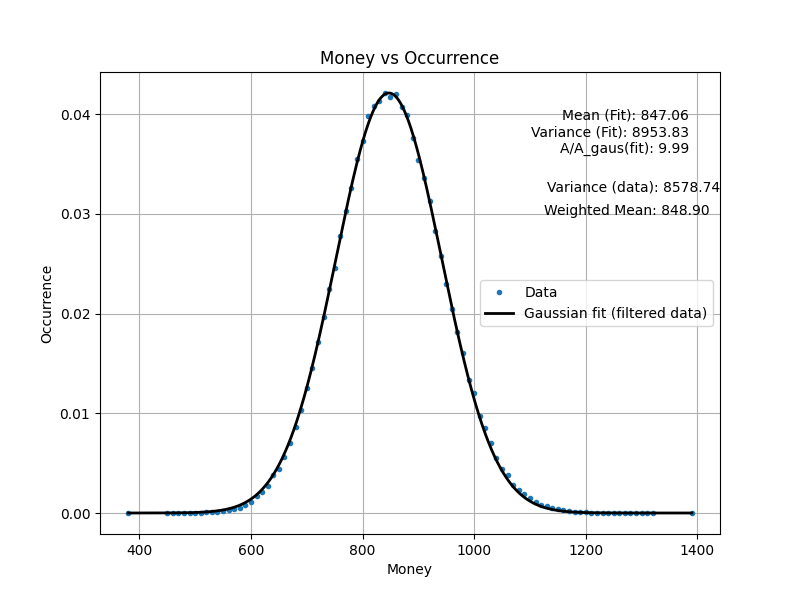 Money vs Occurrence
Mean (Fit): 847.06
Variance (Fit): 8953.83
A/A_gaus(fit): 9.99
Variance (data): 8578.74
Weighted Mean: 848.90
Data
Gaussian fit (filtered data)
Occurrence
0.04
0.03
0.02
0.01
0.00
400 600 800 1000 1200 1400
Money